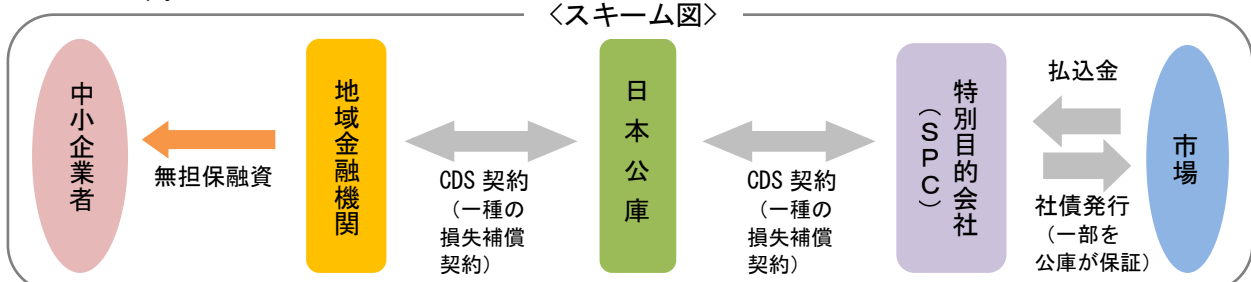 〈スキーム図〉
中小企業者
無担保融資
地域金融機関
CDS 契約
（一種の
損失補償
契約）
日本公庫
CDS 契約
（一種の
損失補償
契約）
特別目的会社
（ＳＰＣ）
払込金
社債発行
（一部を
公庫が保証）
市場